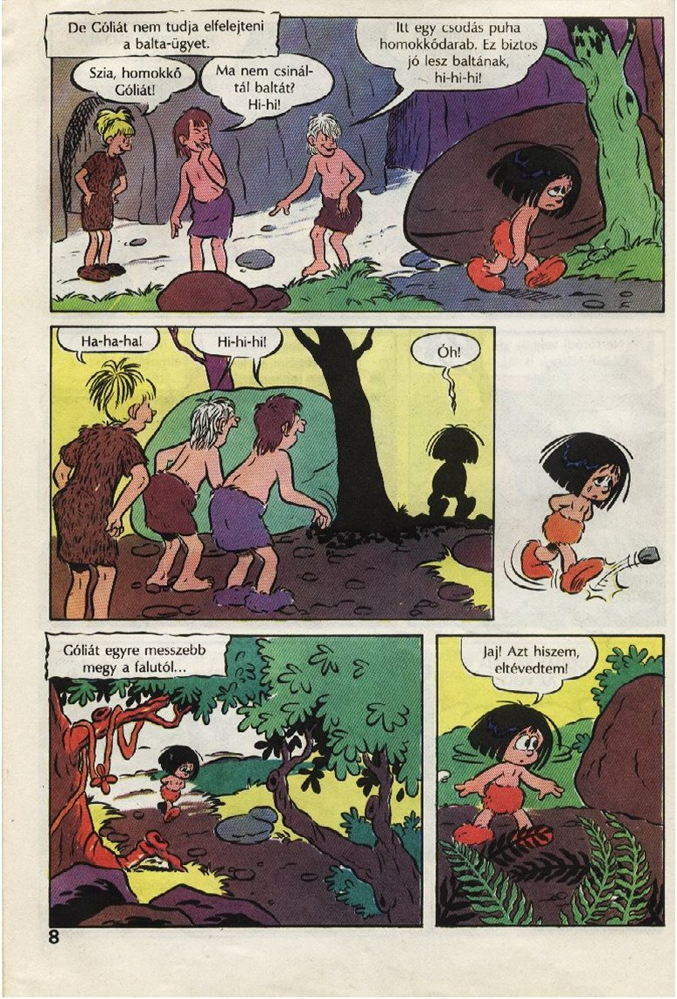 De Góliát nem tudja elfelejteni
a balta-ügyet.
Szia, homokkő
Góliát!
Ma nem csinál-
tál baltát?
Hi-hi!
Itt egy csodás puha
homokkődarab. Ez biztos
jó lesz baltának,
hi-hi-hi!
Ha-ha-ha!
Hi-hi-hi!
Óh!
Góliát egyre messzebb
megy a falutól...
Jaj! Azt hiszem,
eltévedtem!
8